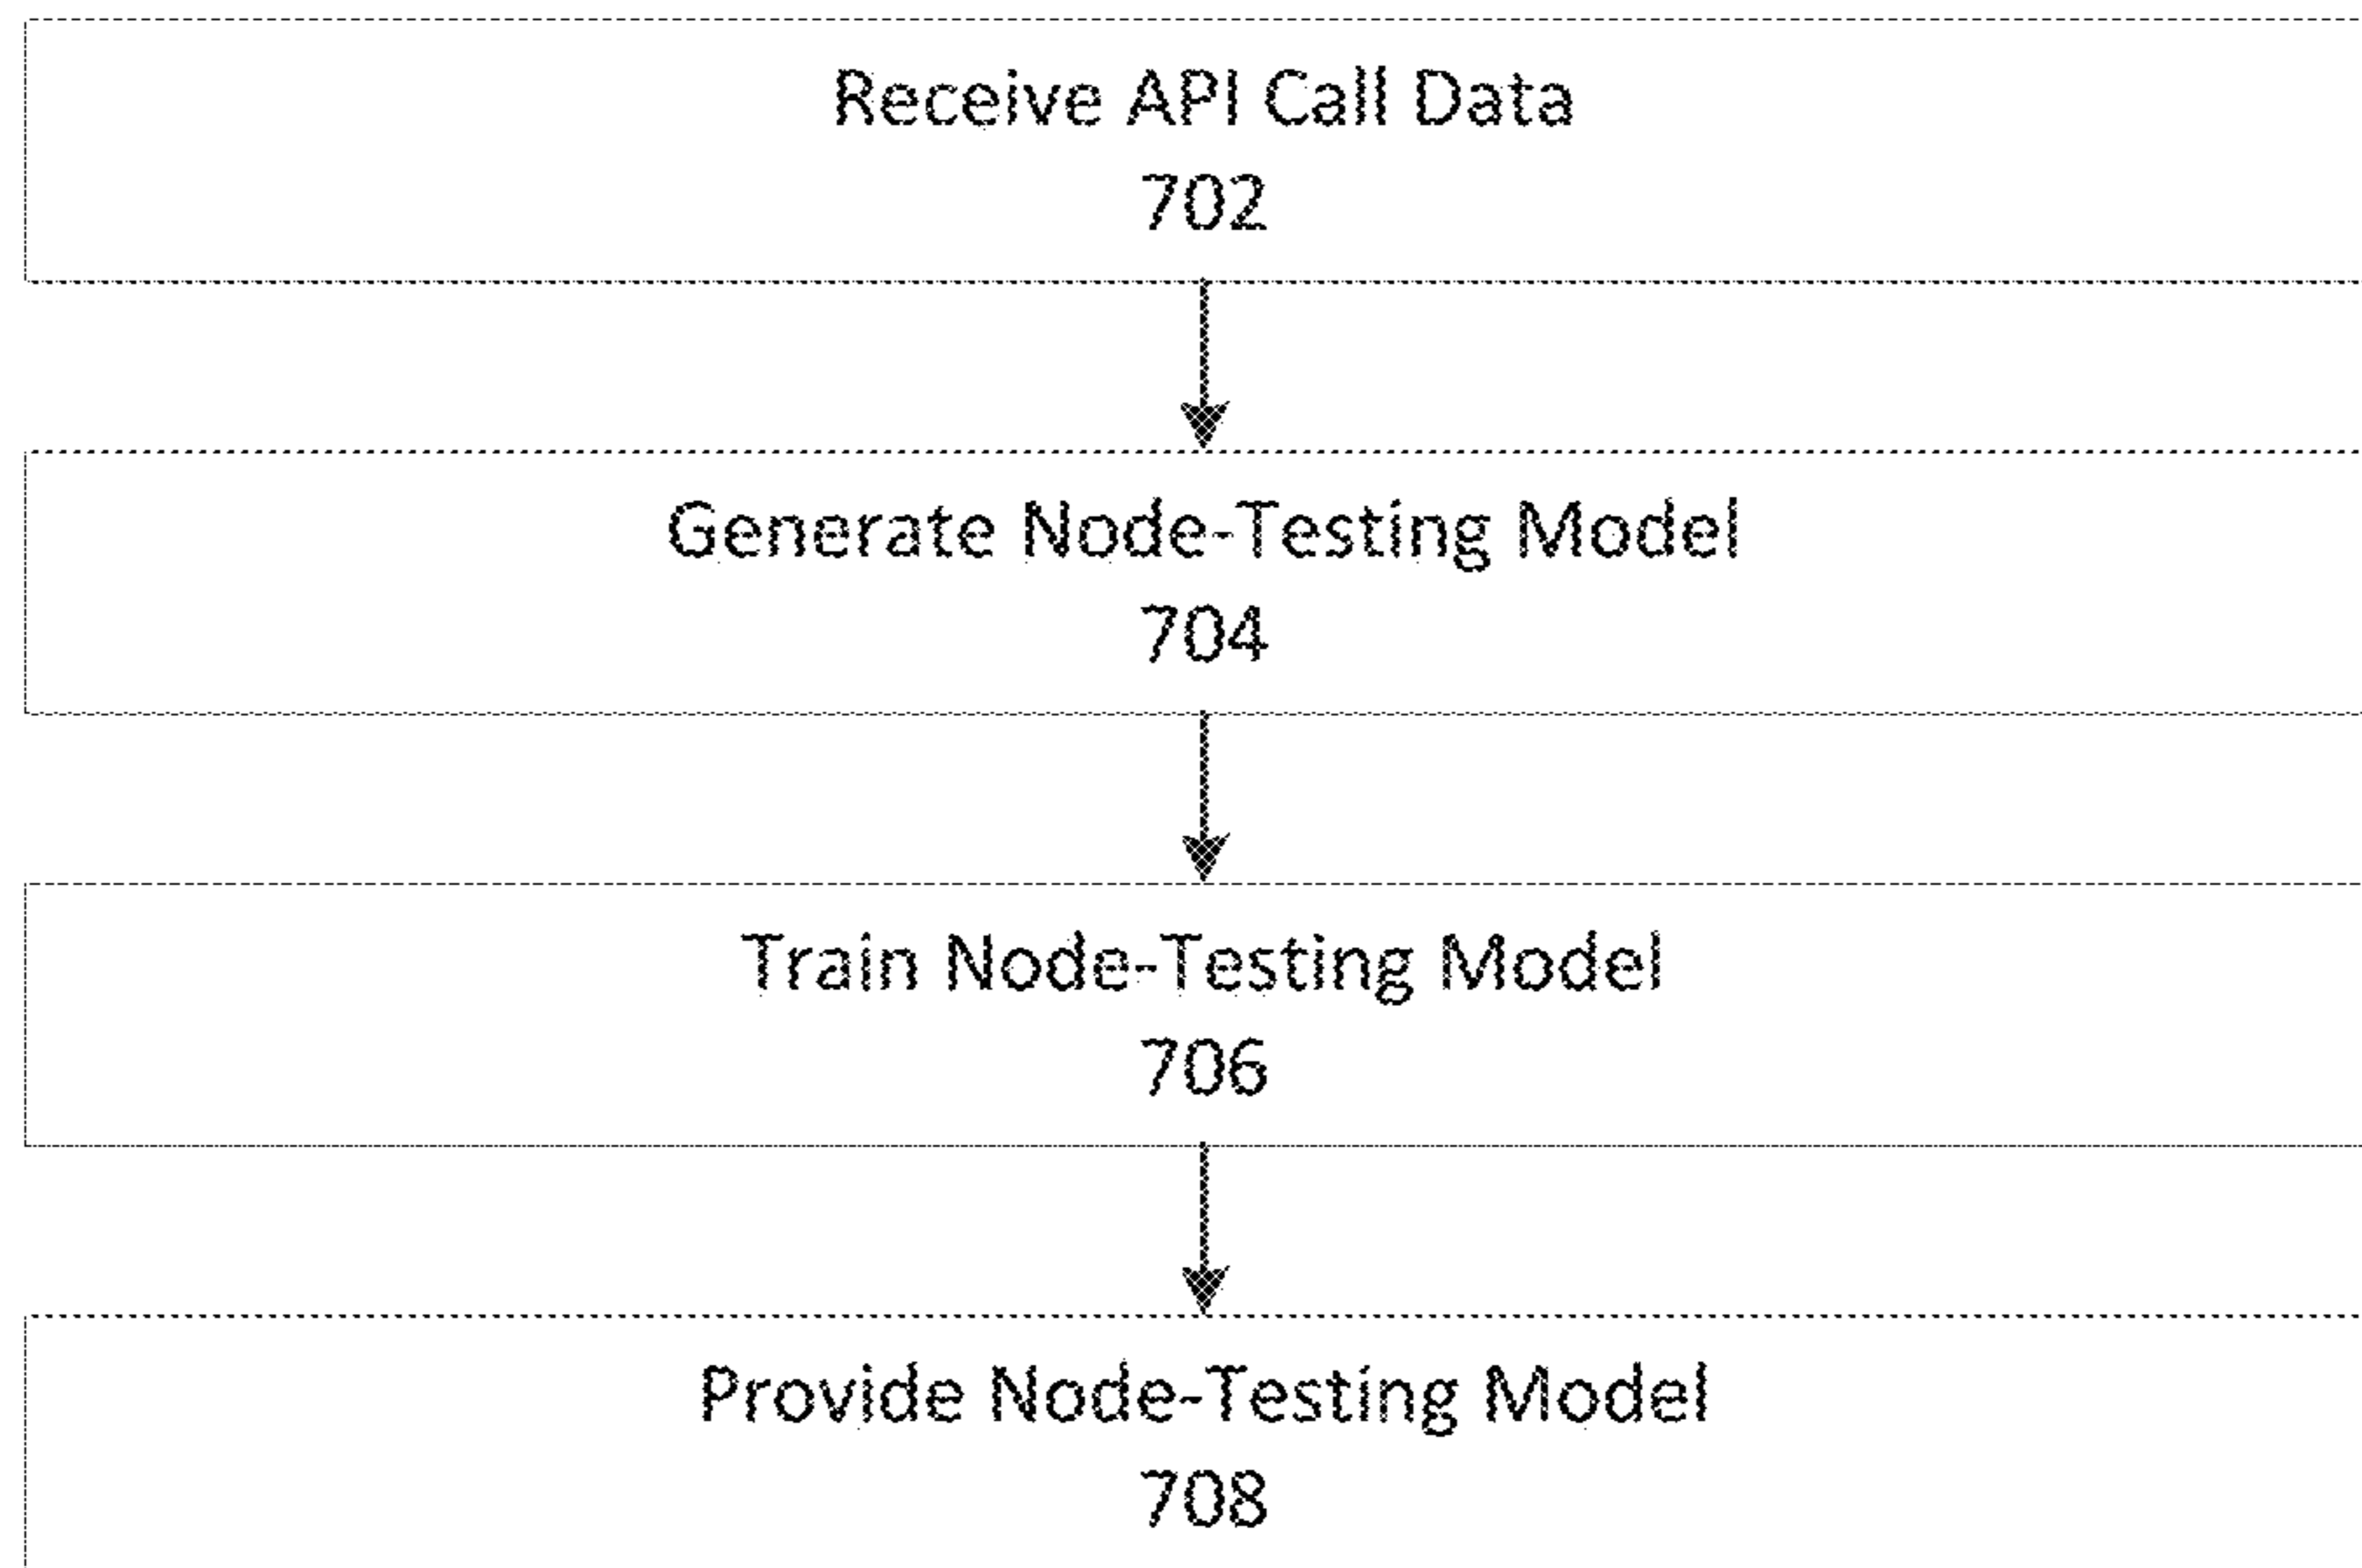 Receive API Call Data
702
Generate Node-Testing Model
704
Train Node-Testing Model
706
Provide Node-Testing Model
708